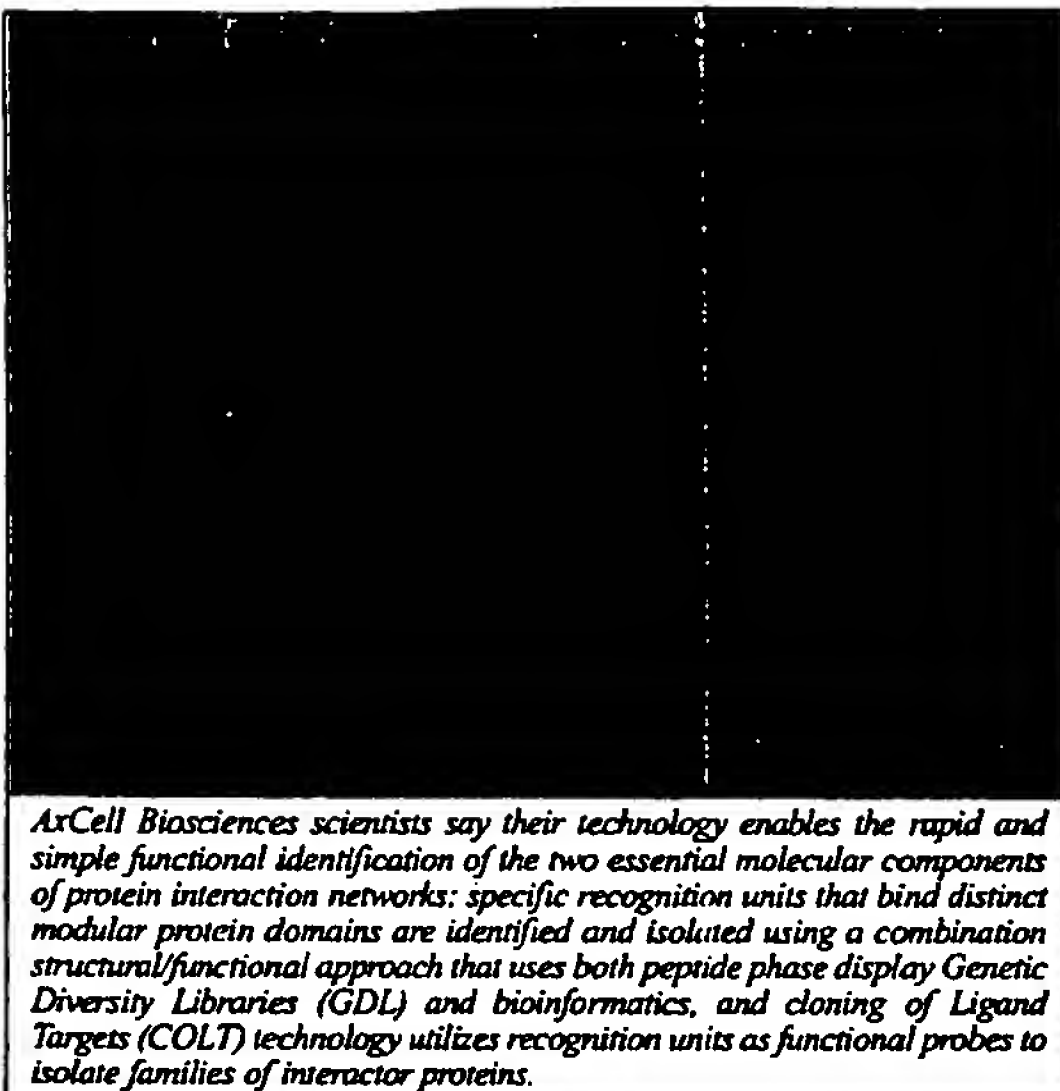 AxCell Biosciences scientists say their technology enables the rapid and
simple functional identification of the two essential molecular components
of protein interaction networks: specific recognition units that bind distinct
modular protein domains are identified and isolated using a combination
structural/functional approach that uses both peptide phase display Genetic
Diversity Libraries (GDL) and bioinformatics, and cloning of Ligand
Targets (COLT) technology utilizes recognition units as functional probes to
isolate families of interactor proteins.